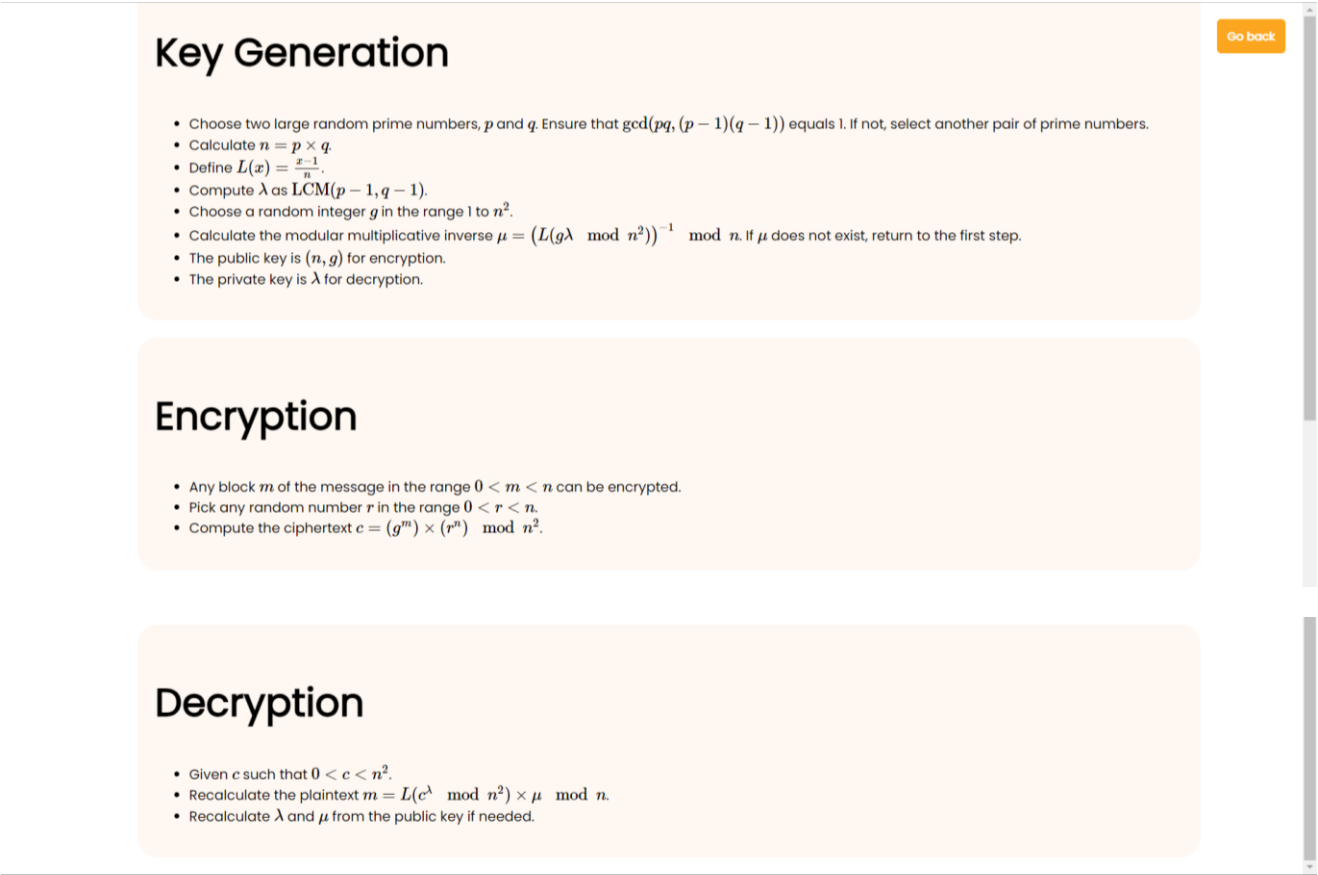 Go back
Key Generation
• Choose two large random prime numbers, p and q. Ensure that gcd(pq, (p − 1)(q − 1)) equals 1. If not, select another pair of prime numbers.
• Calculate n = p × q.
• Define L(x) = (x−1)/n.
• Compute λ as LCM(p − 1, q − 1).
• Choose a random integer g in the range 1 to n².
• Calculate the modular multiplicative inverse μ = (L(gλ mod n²))⁻¹ mod n. If μ does not exist, return to the first step.
• The public key is (n, g) for encryption.
• The private key is λ for decryption.
Encryption
• Any block m of the message in the range 0 < m < n can be encrypted.
• Pick any random number r in the range 0 < r < n.
• Compute the ciphertext c = (gᵐ) × (rⁿ) mod n².
Decryption
• Given c such that 0 < c < n².
• Recalculate the plaintext m = L(c^λ mod n²) × μ mod n.
• Recalculate λ and μ from the public key if needed.